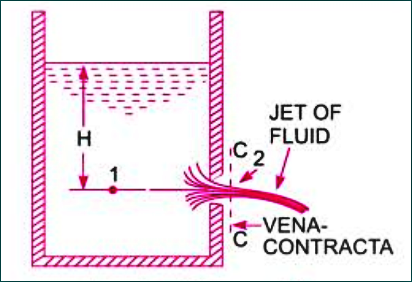 H
1
C
2
JET OF
FLUID
C
VENA-
CONTRACTA